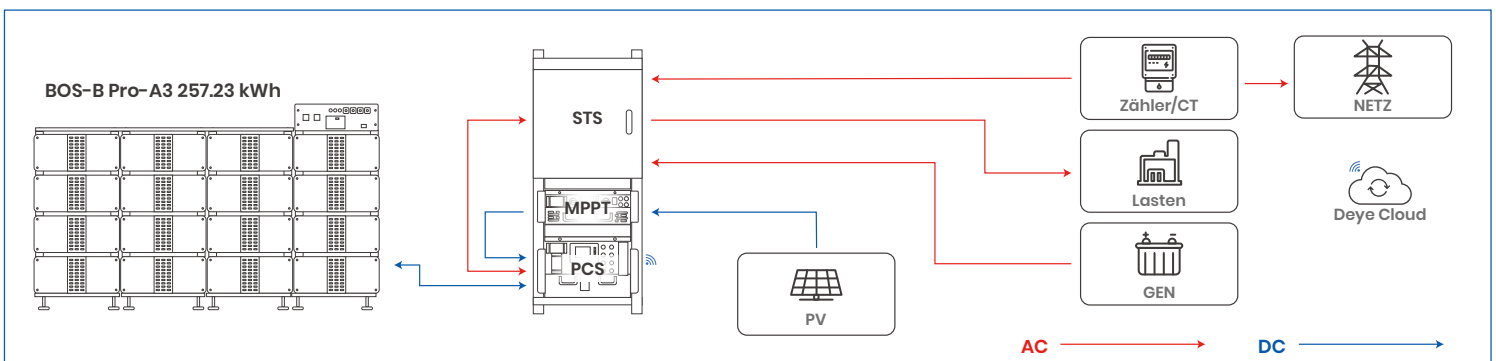 BOS-B Pro-A3 257.23 kWh
STS
MPPT
PCS
PV
Zähler/CT
NETZ
Lasten
Deye Cloud
GEN
AC
DC